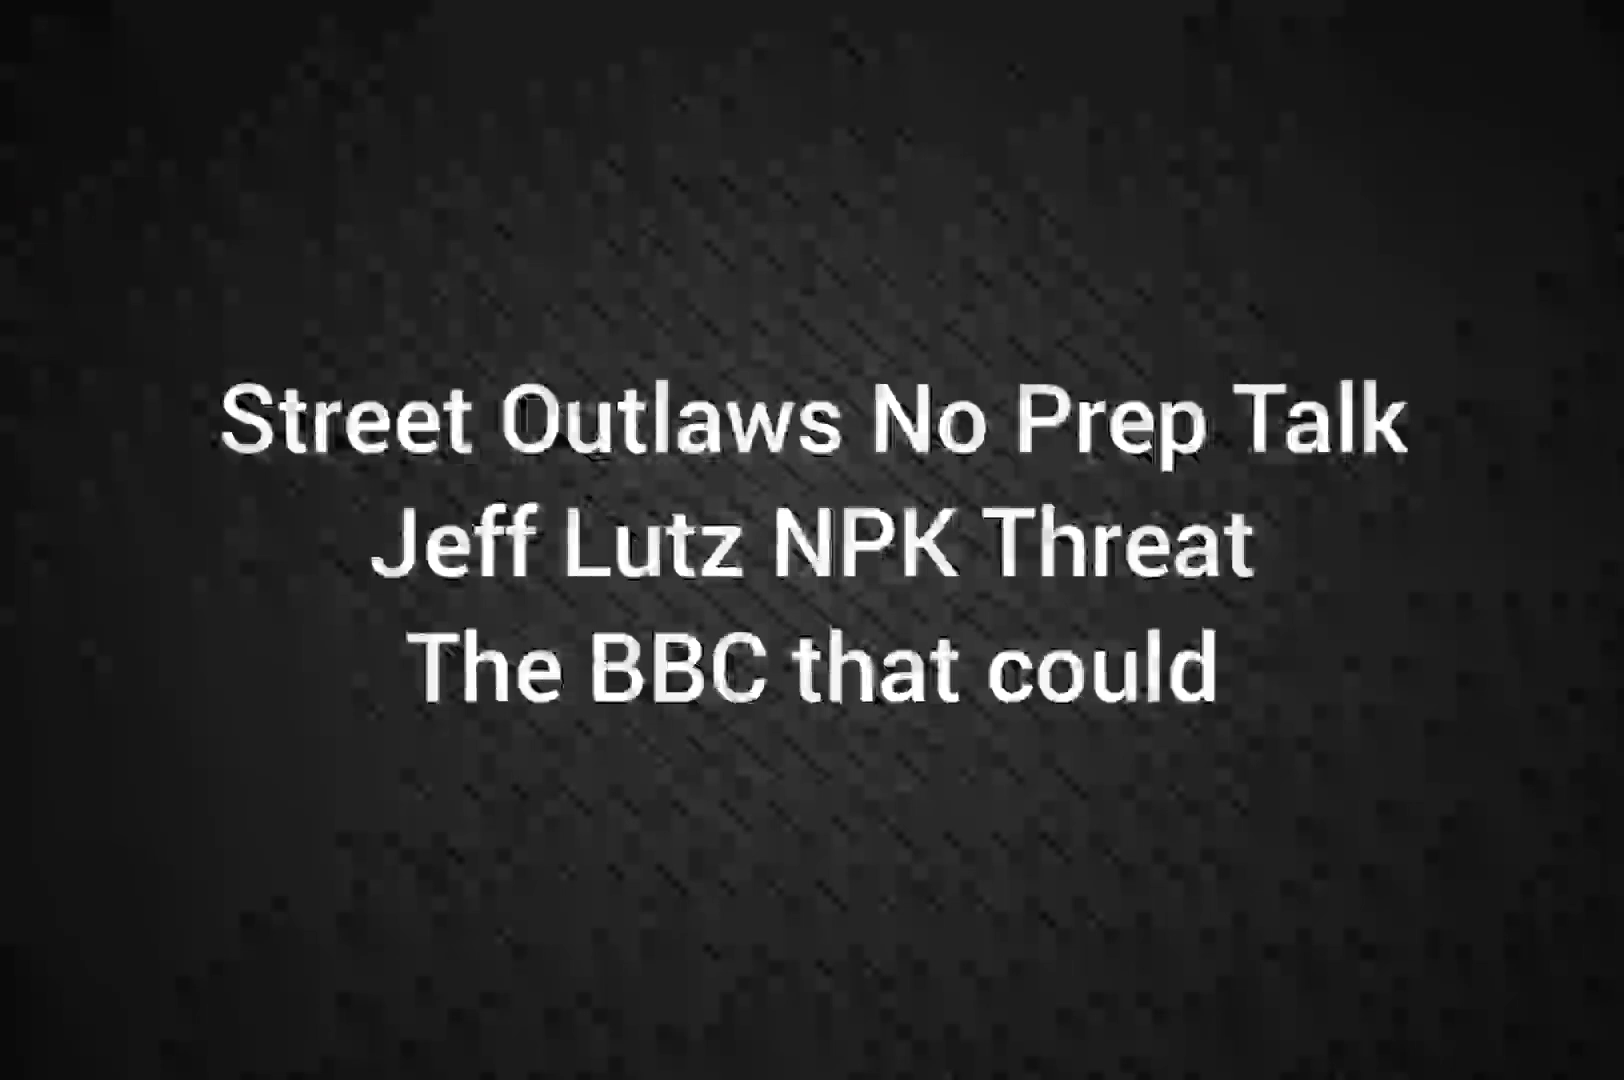 Street Outlaws No Prep Talk
Jeff Lutz NPK Threat
The BBC that could